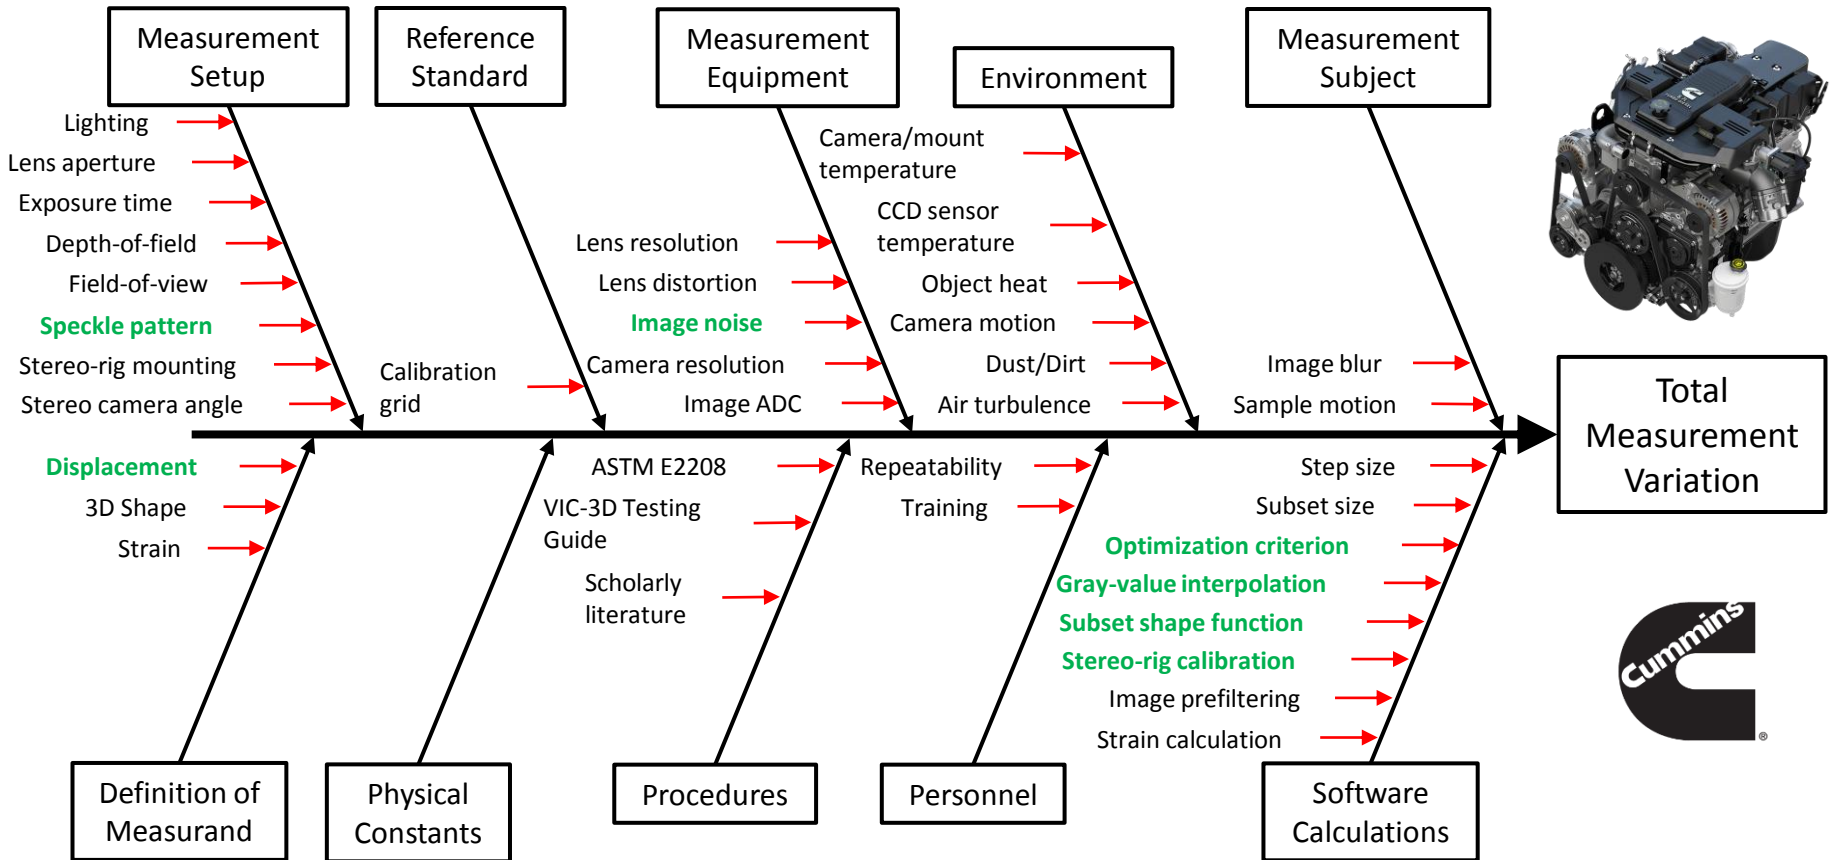 Measurement
Setup
Reference
Standard
Measurement
Equipment
Environment
Measurement
Subject
Lighting
Lens aperture
Exposure time
Depth-of-field
Field-of-view
Speckle pattern
Stereo-rig mounting
Stereo camera angle
Calibration
grid
Lens resolution
Lens distortion
Image noise
Camera resolution
Image ADC
Camera/mount
temperature
CCD sensor
temperature
Object heat
Camera motion
Dust/Dirt
Air turbulence
Image blur
Sample motion
Total
Measurement
Variation
Displacement
3D Shape
Strain
ASTM E2208
VIC-3D Testing
Guide
Scholarly
literature
Repeatability
Training
Step size
Subset size
Optimization criterion
Gray-value interpolation
Subset shape function
Stereo-rig calibration
Image prefiltering
Strain calculation
Definition of
Measurand
Physical
Constants
Procedures
Personnel
Software
Calculations
Cummins
®